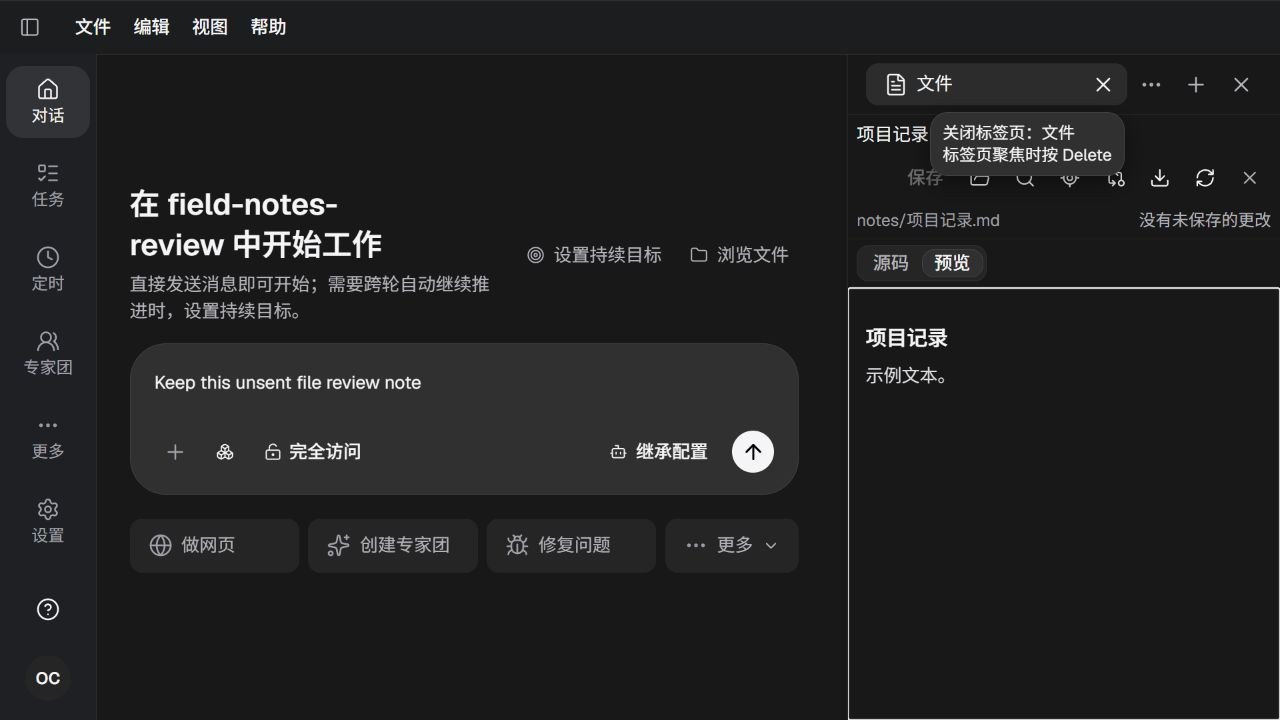 文件 编辑 视图 帮助
对话
任务
定时
专家团
更多
设置
OC
在 field-notes-
review 中开始工作
直接发送消息即可开始；需要跨轮自动继续推
进时，设置持续目标。
设置持续目标 浏览文件
Keep this unsent file review note
完全访问 继承配置
做网页 创建专家团 修复问题 更多
文件
项目记录
关闭标签页：文件
标签页聚焦时按 Delete
保存
notes/项目记录.md 没有未保存的更改
源码 预览
项目记录
示例文本。